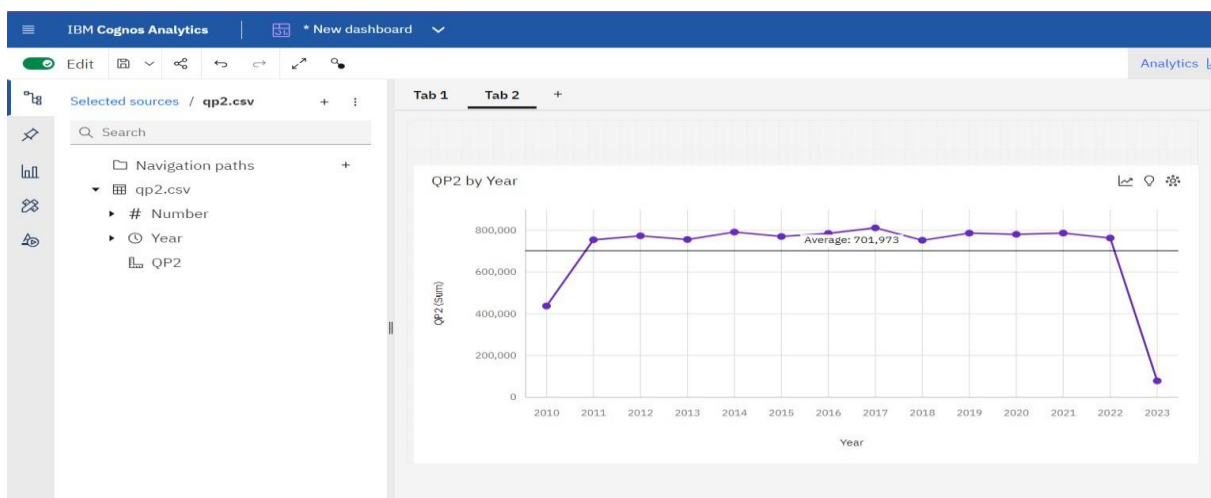 IBM Cognos Analytics * New dashboard
Edit Analytics
Selected sources / qp2.csv + Tab 1 Tab 2 +
Search
Navigation paths +
qp2.csv
# Number
Year
QP2
QP2 by Year
800,000
Average: 701,973
600,000
400,000
200,000
0
QP2 (Sum)
2010 2011 2012 2013 2014 2015 2016 2017 2018 2019 2020 2021 2022 2023
Year